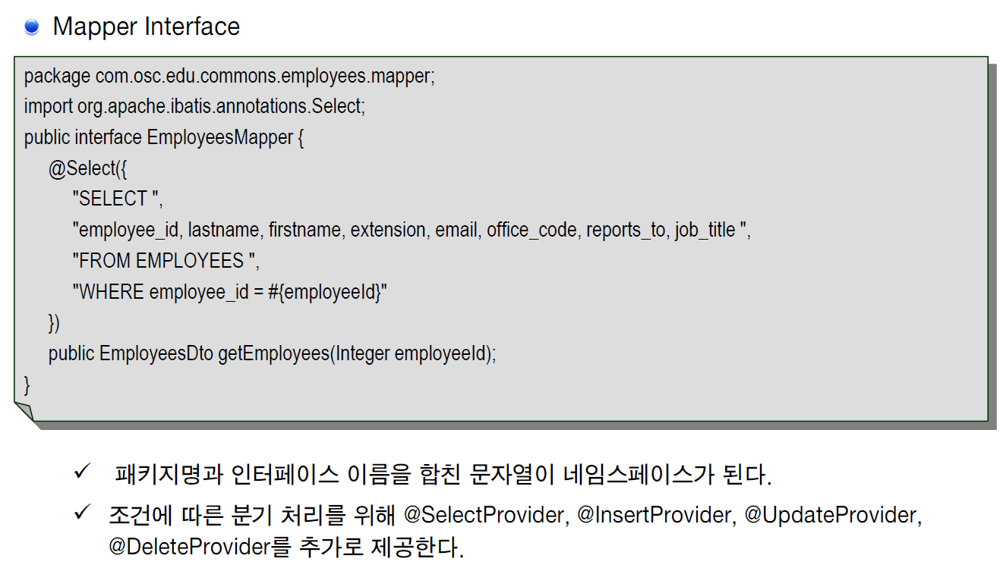 Mapper Interface
package com.osc.edu.commons.employees.mapper;
import org.apache.ibatis.annotations.Select;
public interface EmployeesMapper {
@Select({
"SELECT ",
"employee_id, lastname, firstname, extension, email, office_code, reports_to, job_title ",
"FROM EMPLOYEES ",
"WHERE employee_id = #{employeeId}"
})
public EmployeesDto getEmployees(Integer employeeId);
}
✓ 패키지명과 인터페이스 이름을 합친 문자열이 네임스페이스가 된다.
✓ 조건에 따른 분기 처리를 위해 @SelectProvider, @InsertProvider, @UpdateProvider,
@DeleteProvider를 추가로 제공한다.